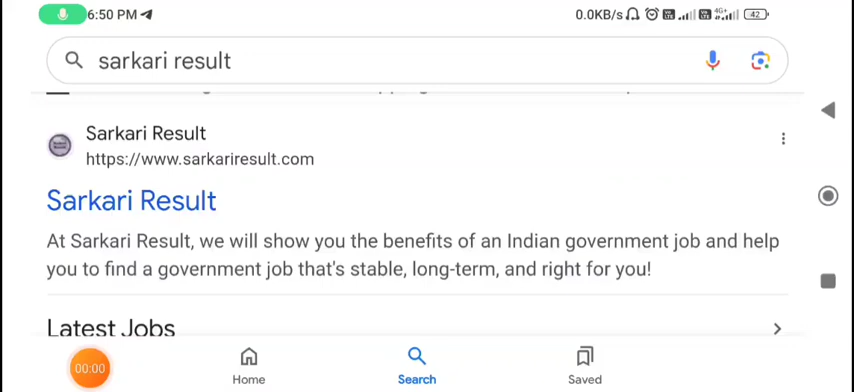 6:50 PM
0.0KB/s 4G+ 42
sarkari result
Sarkari Result
https://www.sarkariresult.com
Sarkari Result
At Sarkari Result, we will show you the benefits of an Indian government job and help
you to find a government job that's stable, long-term, and right for you!
Latest Jobs
00:00
Home
Search
Saved